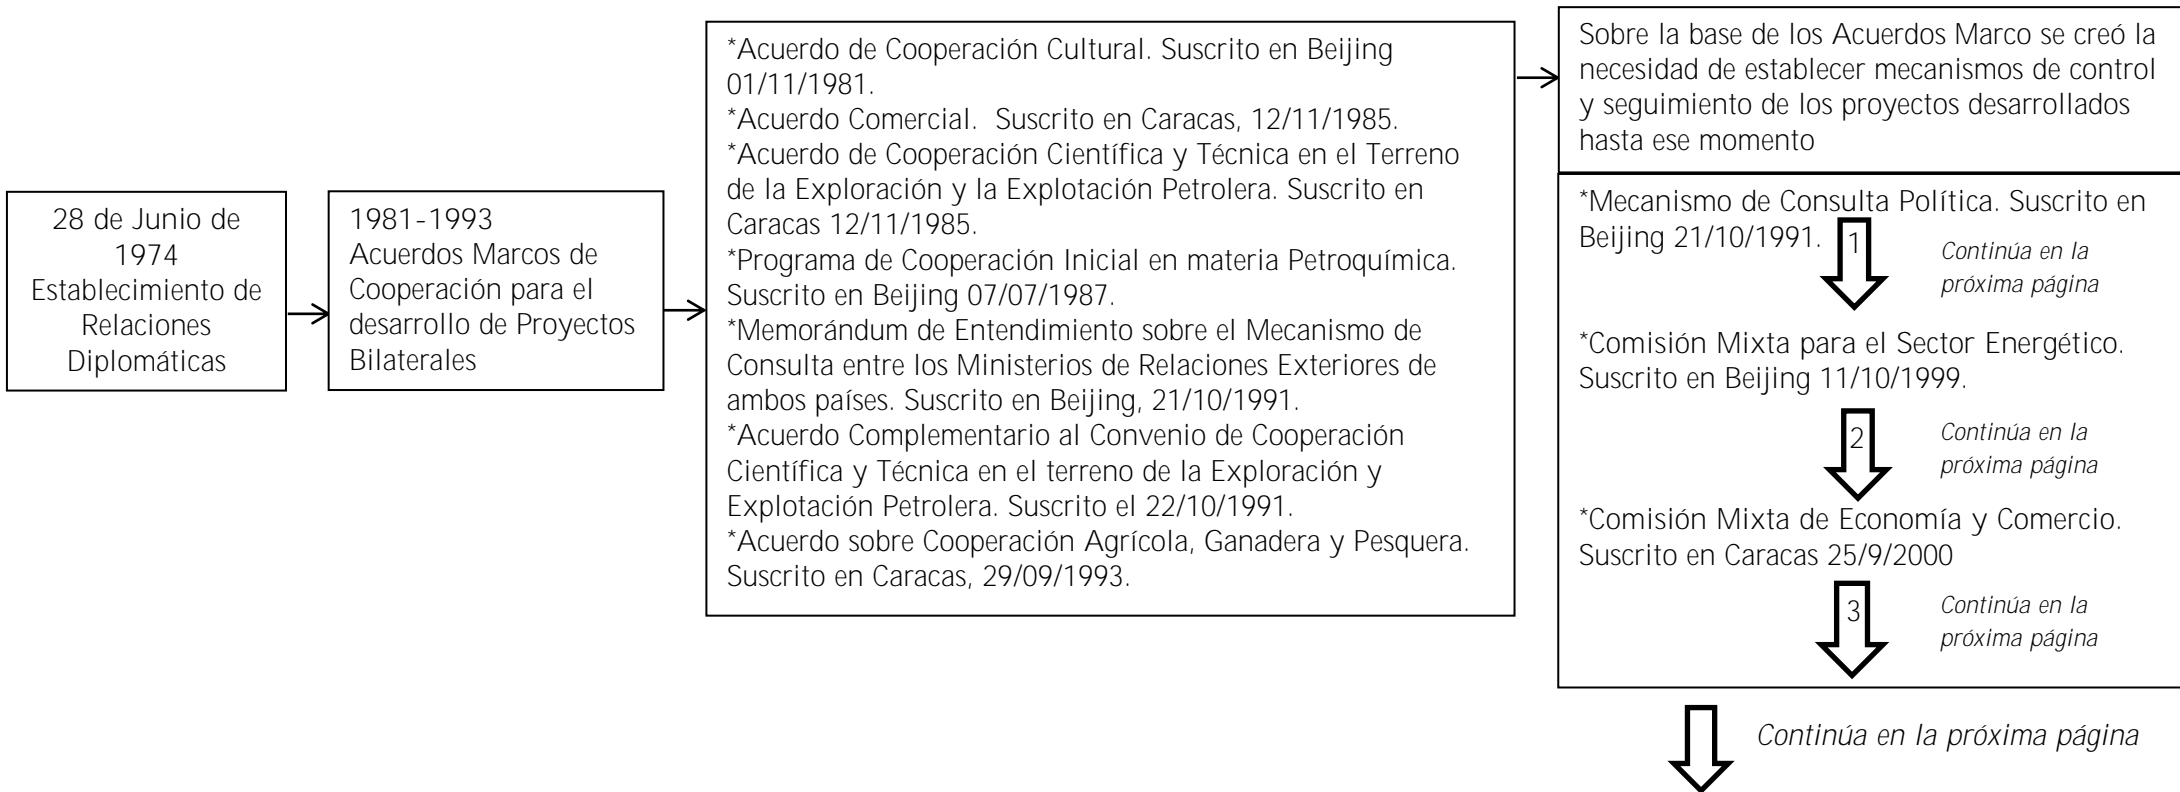 28 de Junio de
1974
Establecimiento de
Relaciones
Diplomáticas
1981-1993
Acuerdos Marcos de
Cooperación para el
desarrollo de Proyectos
Bilaterales
*Acuerdo de Cooperación Cultural. Suscrito en Beijing
01/11/1981.
*Acuerdo Comercial.  Suscrito en Caracas, 12/11/1985.
*Acuerdo de Cooperación Científica y Técnica en el Terreno
de la Exploración y la Explotación Petrolera. Suscrito en
Caracas 12/11/1985.
*Programa de Cooperación Inicial en materia Petroquímica.
Suscrito en Beijing 07/07/1987.
*Memorándum de Entendimiento sobre el Mecanismo de
Consulta entre los Ministerios de Relaciones Exteriores de
ambos países. Suscrito en Beijing, 21/10/1991.
*Acuerdo Complementario al Convenio de Cooperación
Científica y Técnica en el terreno de la Exploración y
Explotación Petrolera. Suscrito el 22/10/1991.
*Acuerdo sobre Cooperación Agrícola, Ganadera y Pesquera.
Suscrito en Caracas, 29/09/1993.
Sobre la base de los Acuerdos Marco se creó la
necesidad de establecer mecanismos de control
y seguimiento de los proyectos desarrollados
hasta ese momento
*Mecanismo de Consulta Política. Suscrito en
Beijing 21/10/1991.
1
Continúa en la
próxima página
*Comisión Mixta para el Sector Energético.
Suscrito en Beijing 11/10/1999.
2
Continúa en la
próxima página
*Comisión Mixta de Economía y Comercio.
Suscrito en Caracas 25/9/2000
3
Continúa en la
próxima página
Continúa en la próxima página